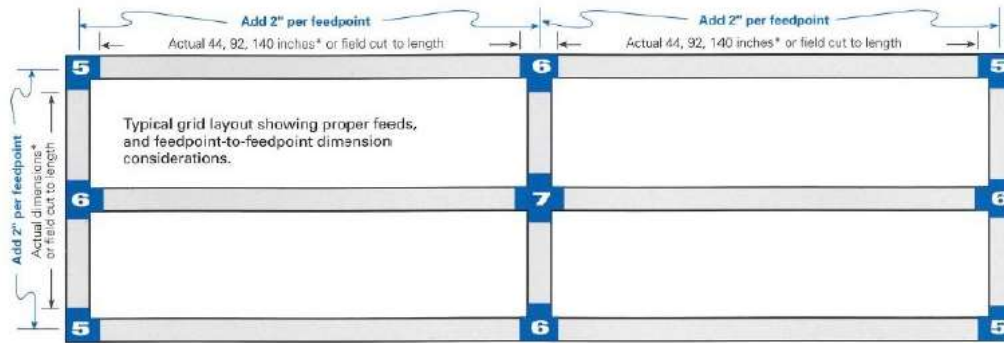 Add 2" per feedpoint
Add 2" per feedpoint
Actual 44, 92, 140 inches* or field cut to length
Actual 44, 92, 140 inches* or field cut to length
5
6
5
Typical grid layout showing proper feeds,
and feedpoint-to-feedpoint dimension
considerations.
Add 2" per feedpoint
Actual dimensions*
or field cut to length
6
7
6
5
6
5